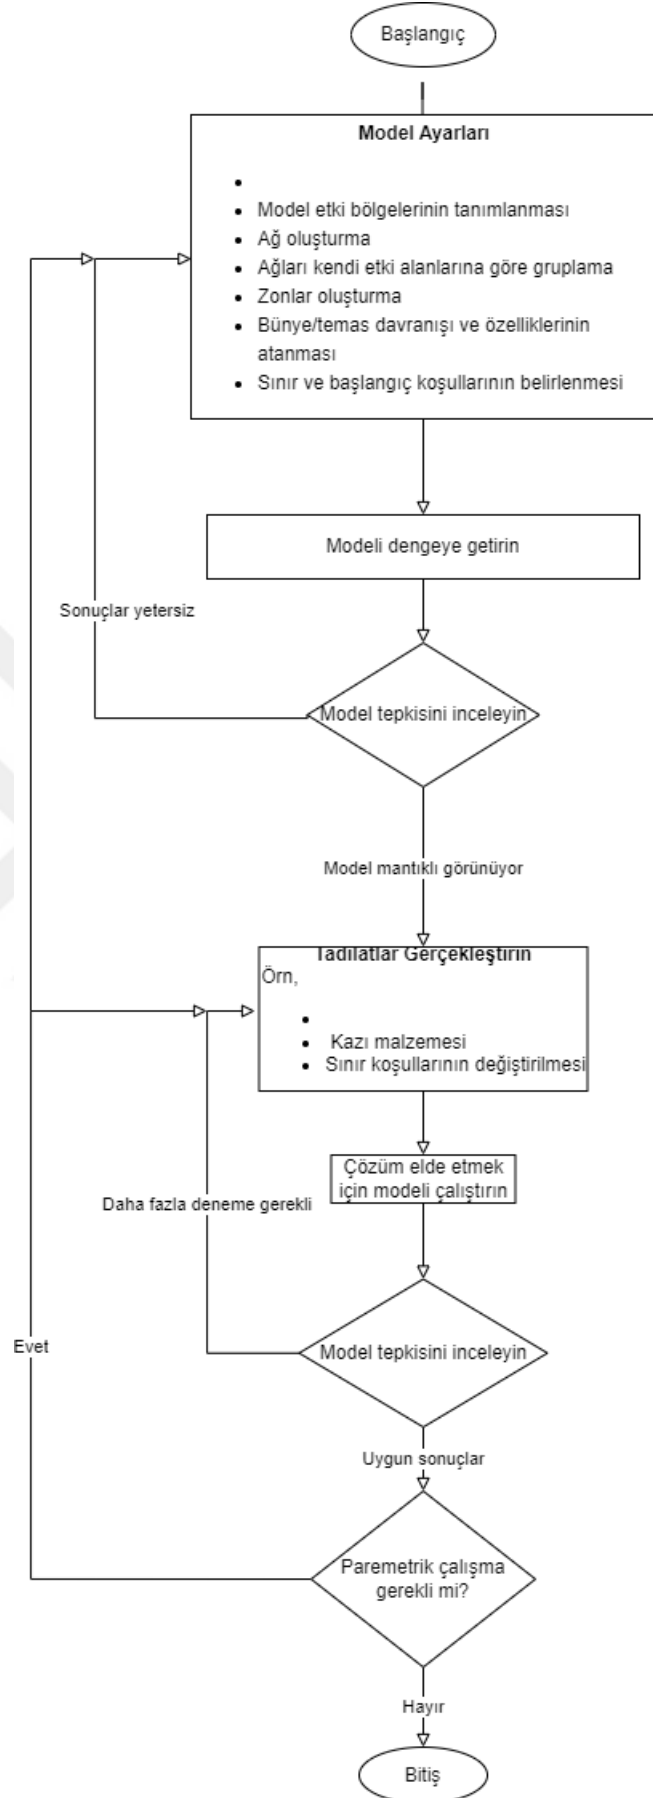 Başlangıç
Model Ayarları
•
• Model etki bölgelerinin tanımlanması
• Ağ oluşturma
• Ağları kendi etki alanlarına göre gruplama
• Zonlar oluşturma
• Bünye/temas davranışı ve özelliklerinin
atanması
• Sınır ve başlangıç koşullarının belirlenmesi
Modeli dengeye getirin
Sonuçlar yetersiz
Model tepkisini inceleyin
Model mantıklı görünüyor
Tadilatlar Gerçekleştirin
Örn,
•
• Kazı malzemesi
• Sınır koşullarının değiştirilmesi
Çözüm elde etmek
için modeli çalıştırın
Daha fazla deneme gerekli
Model tepkisini inceleyin
Evet
Uygun sonuçlar
Paremetrik çalışma
gerekli mi?
Hayır
Bitiş